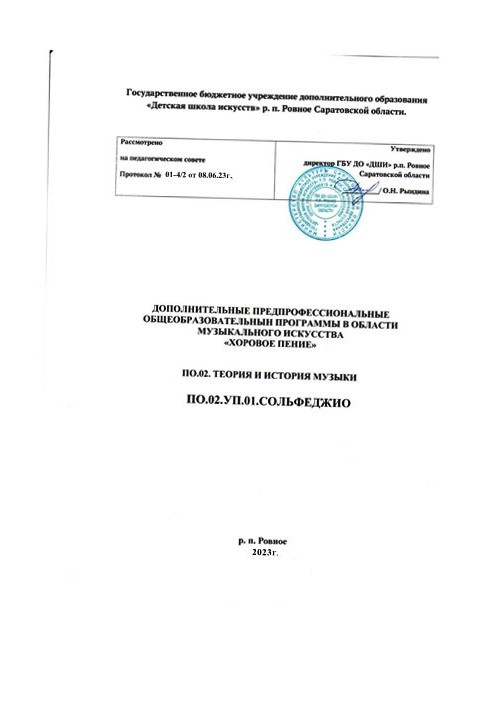 Государственное бюджетное учреждение дополнительного образования
«Детская школа искусств» р. п. Ровное Саратовской области.
Рассмотрено
на педагогическом совете
Протокол № 01-4/2 от 08.06.23г.
Утверждено
директор ГБУ ДО «ДШИ» р.п. Ровное
Саратовской области
/ О.Н. Рындина
ДОПОЛНИТЕЛЬНЫЕ ПРЕДПРОФЕССИОНАЛЬНЫЕ
ОБЩЕОБРАЗОВАТЕЛЬНЫН ПРОГРАММЫ В ОБЛАСТИ
МУЗЫКАЛЬНОГО ИСКУССТВА
«ХОРОВОЕ ПЕНИЕ»
ПО.02. ТЕОРИЯ И ИСТОРИЯ МУЗЫКИ
ПО.02.УП.01.СОЛЬФЕДЖИО
р. п. Ровное
2023г.